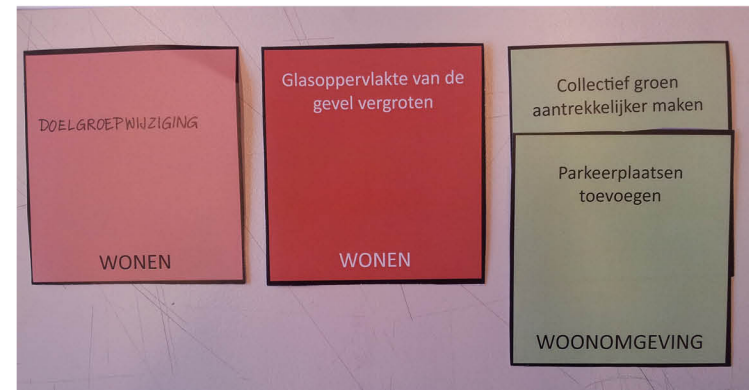 DOELGROEPWIJZIGING
WONEN
Glasoppervlakte van de
gevel vergroten
WONEN
Collectief groen
aantrekkelijker maken
Parkeerplaatsen
toevoegen
WOONOMGEVING